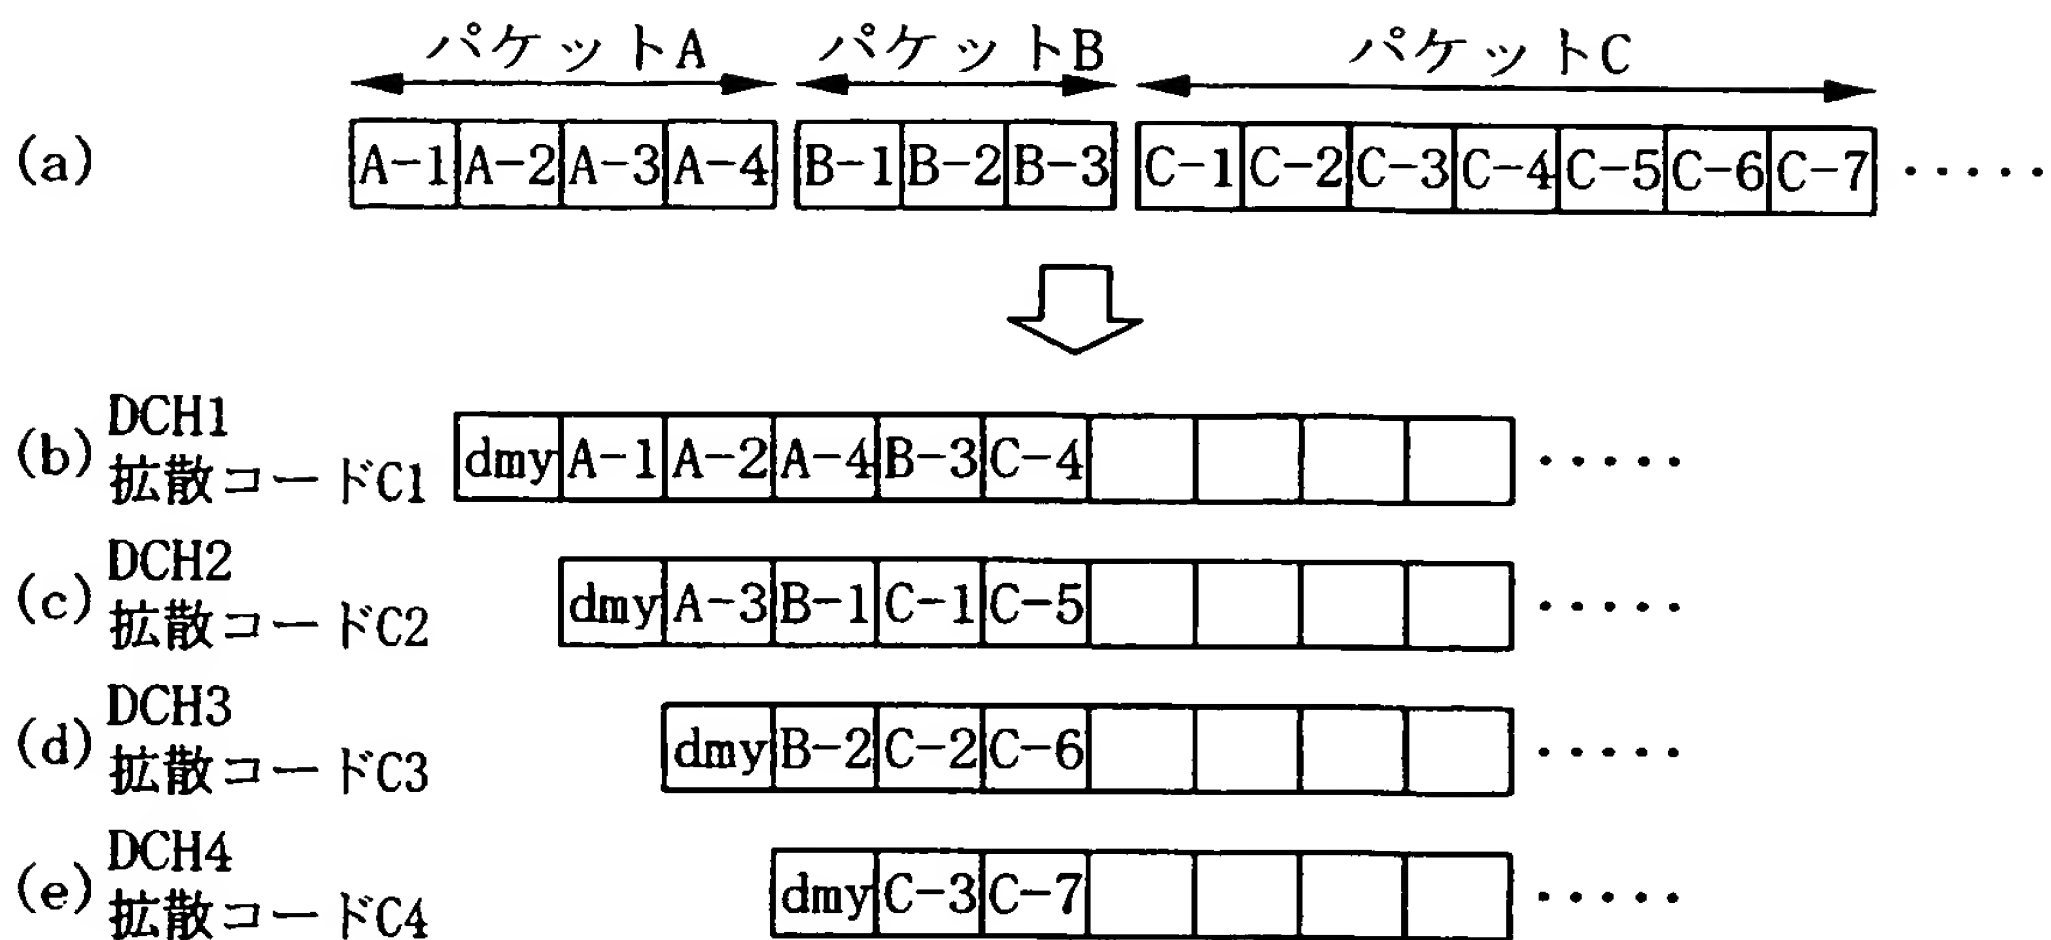 パケットA パケットB パケットC
(a) A-1 A-2 A-3 A-4 B-1 B-2 B-3 C-1 C-2 C-3 C-4 C-5 C-6 C-7 ・・・・・
(b) DCH1
拡散コードC1 dmy A-1 A-2 A-4 B-3 C-4 ・・・・・
(c) DCH2
拡散コードC2 dmy A-3 B-1 C-1 C-5 ・・・・・
(d) DCH3
拡散コードC3 dmy B-2 C-2 C-6 ・・・・・
(e) DCH4
拡散コードC4 dmy C-3 C-7 ・・・・・